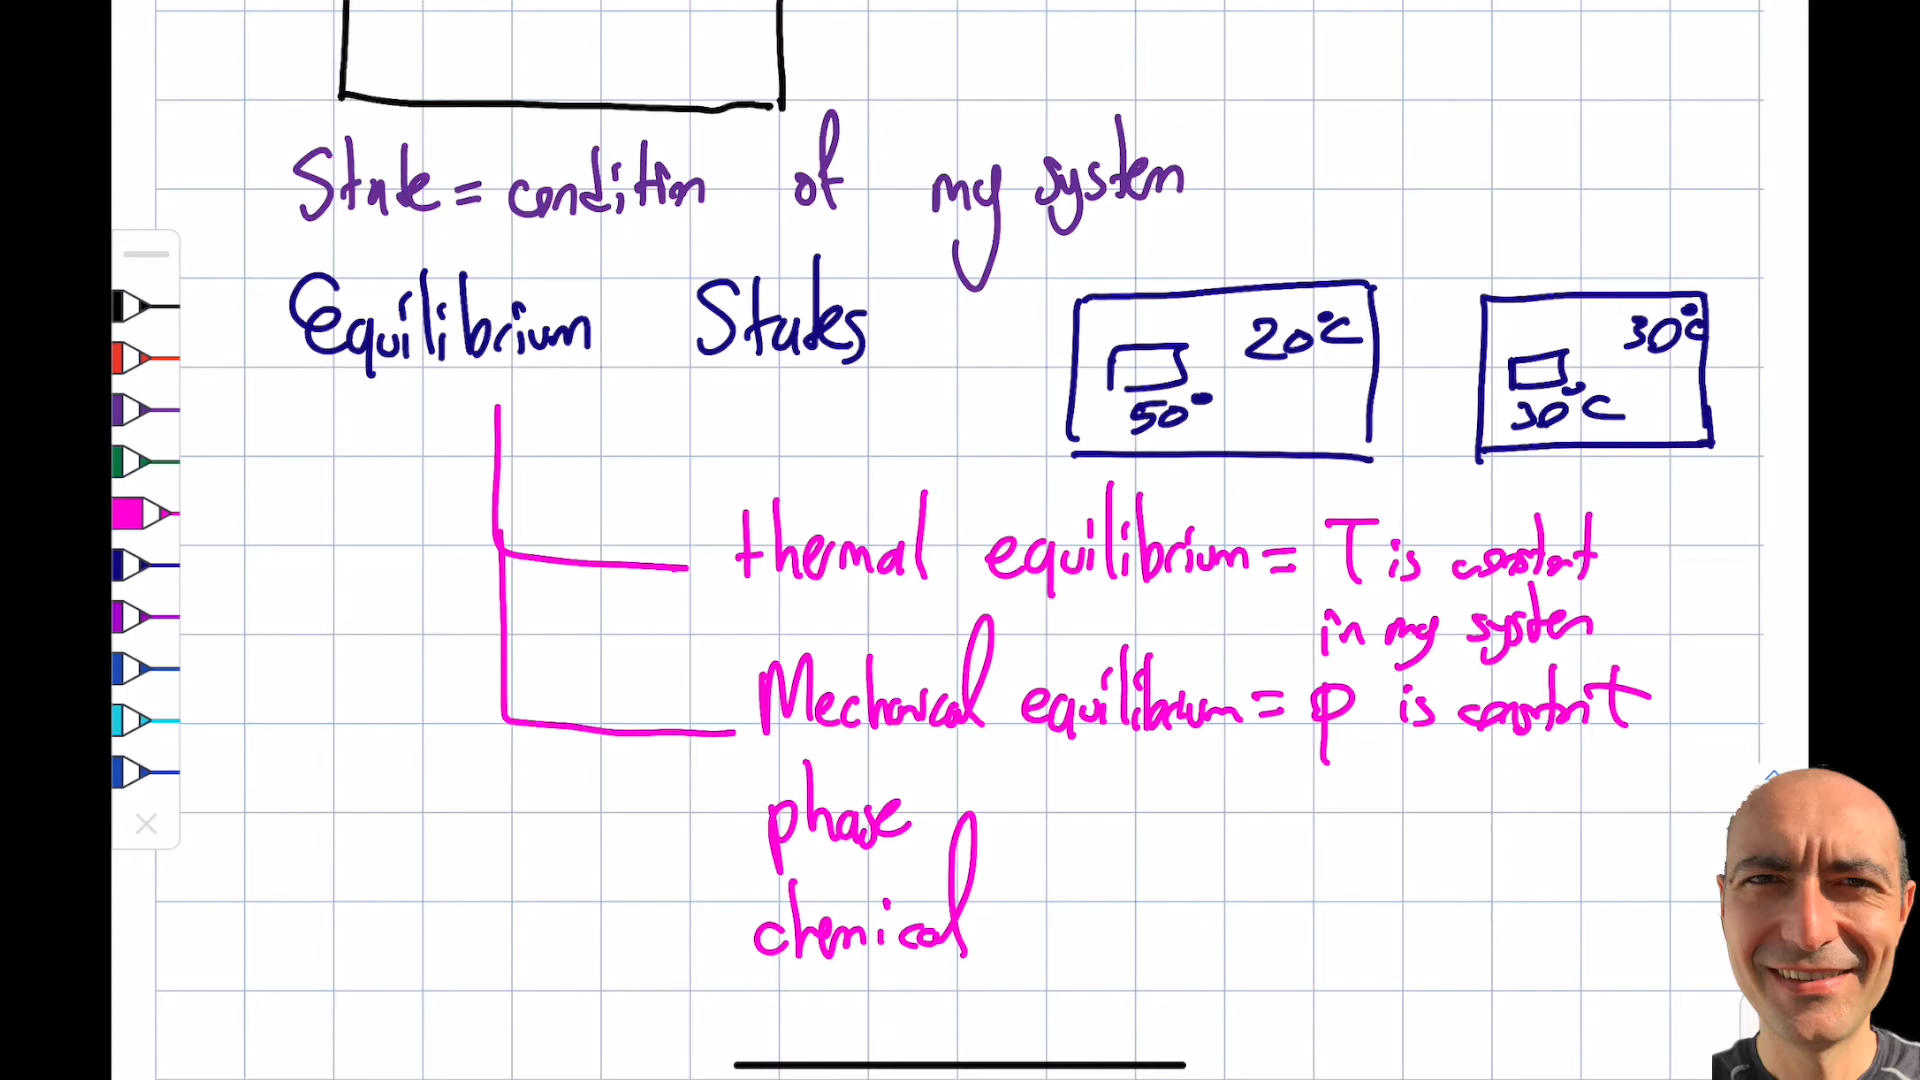 State = condition of my system
Equilibrium States
20°C
50°
30°C
30°C
thermal equilibrium = T is constant
in my system
Mechanical equilibrium = P is constant
phase
chemical